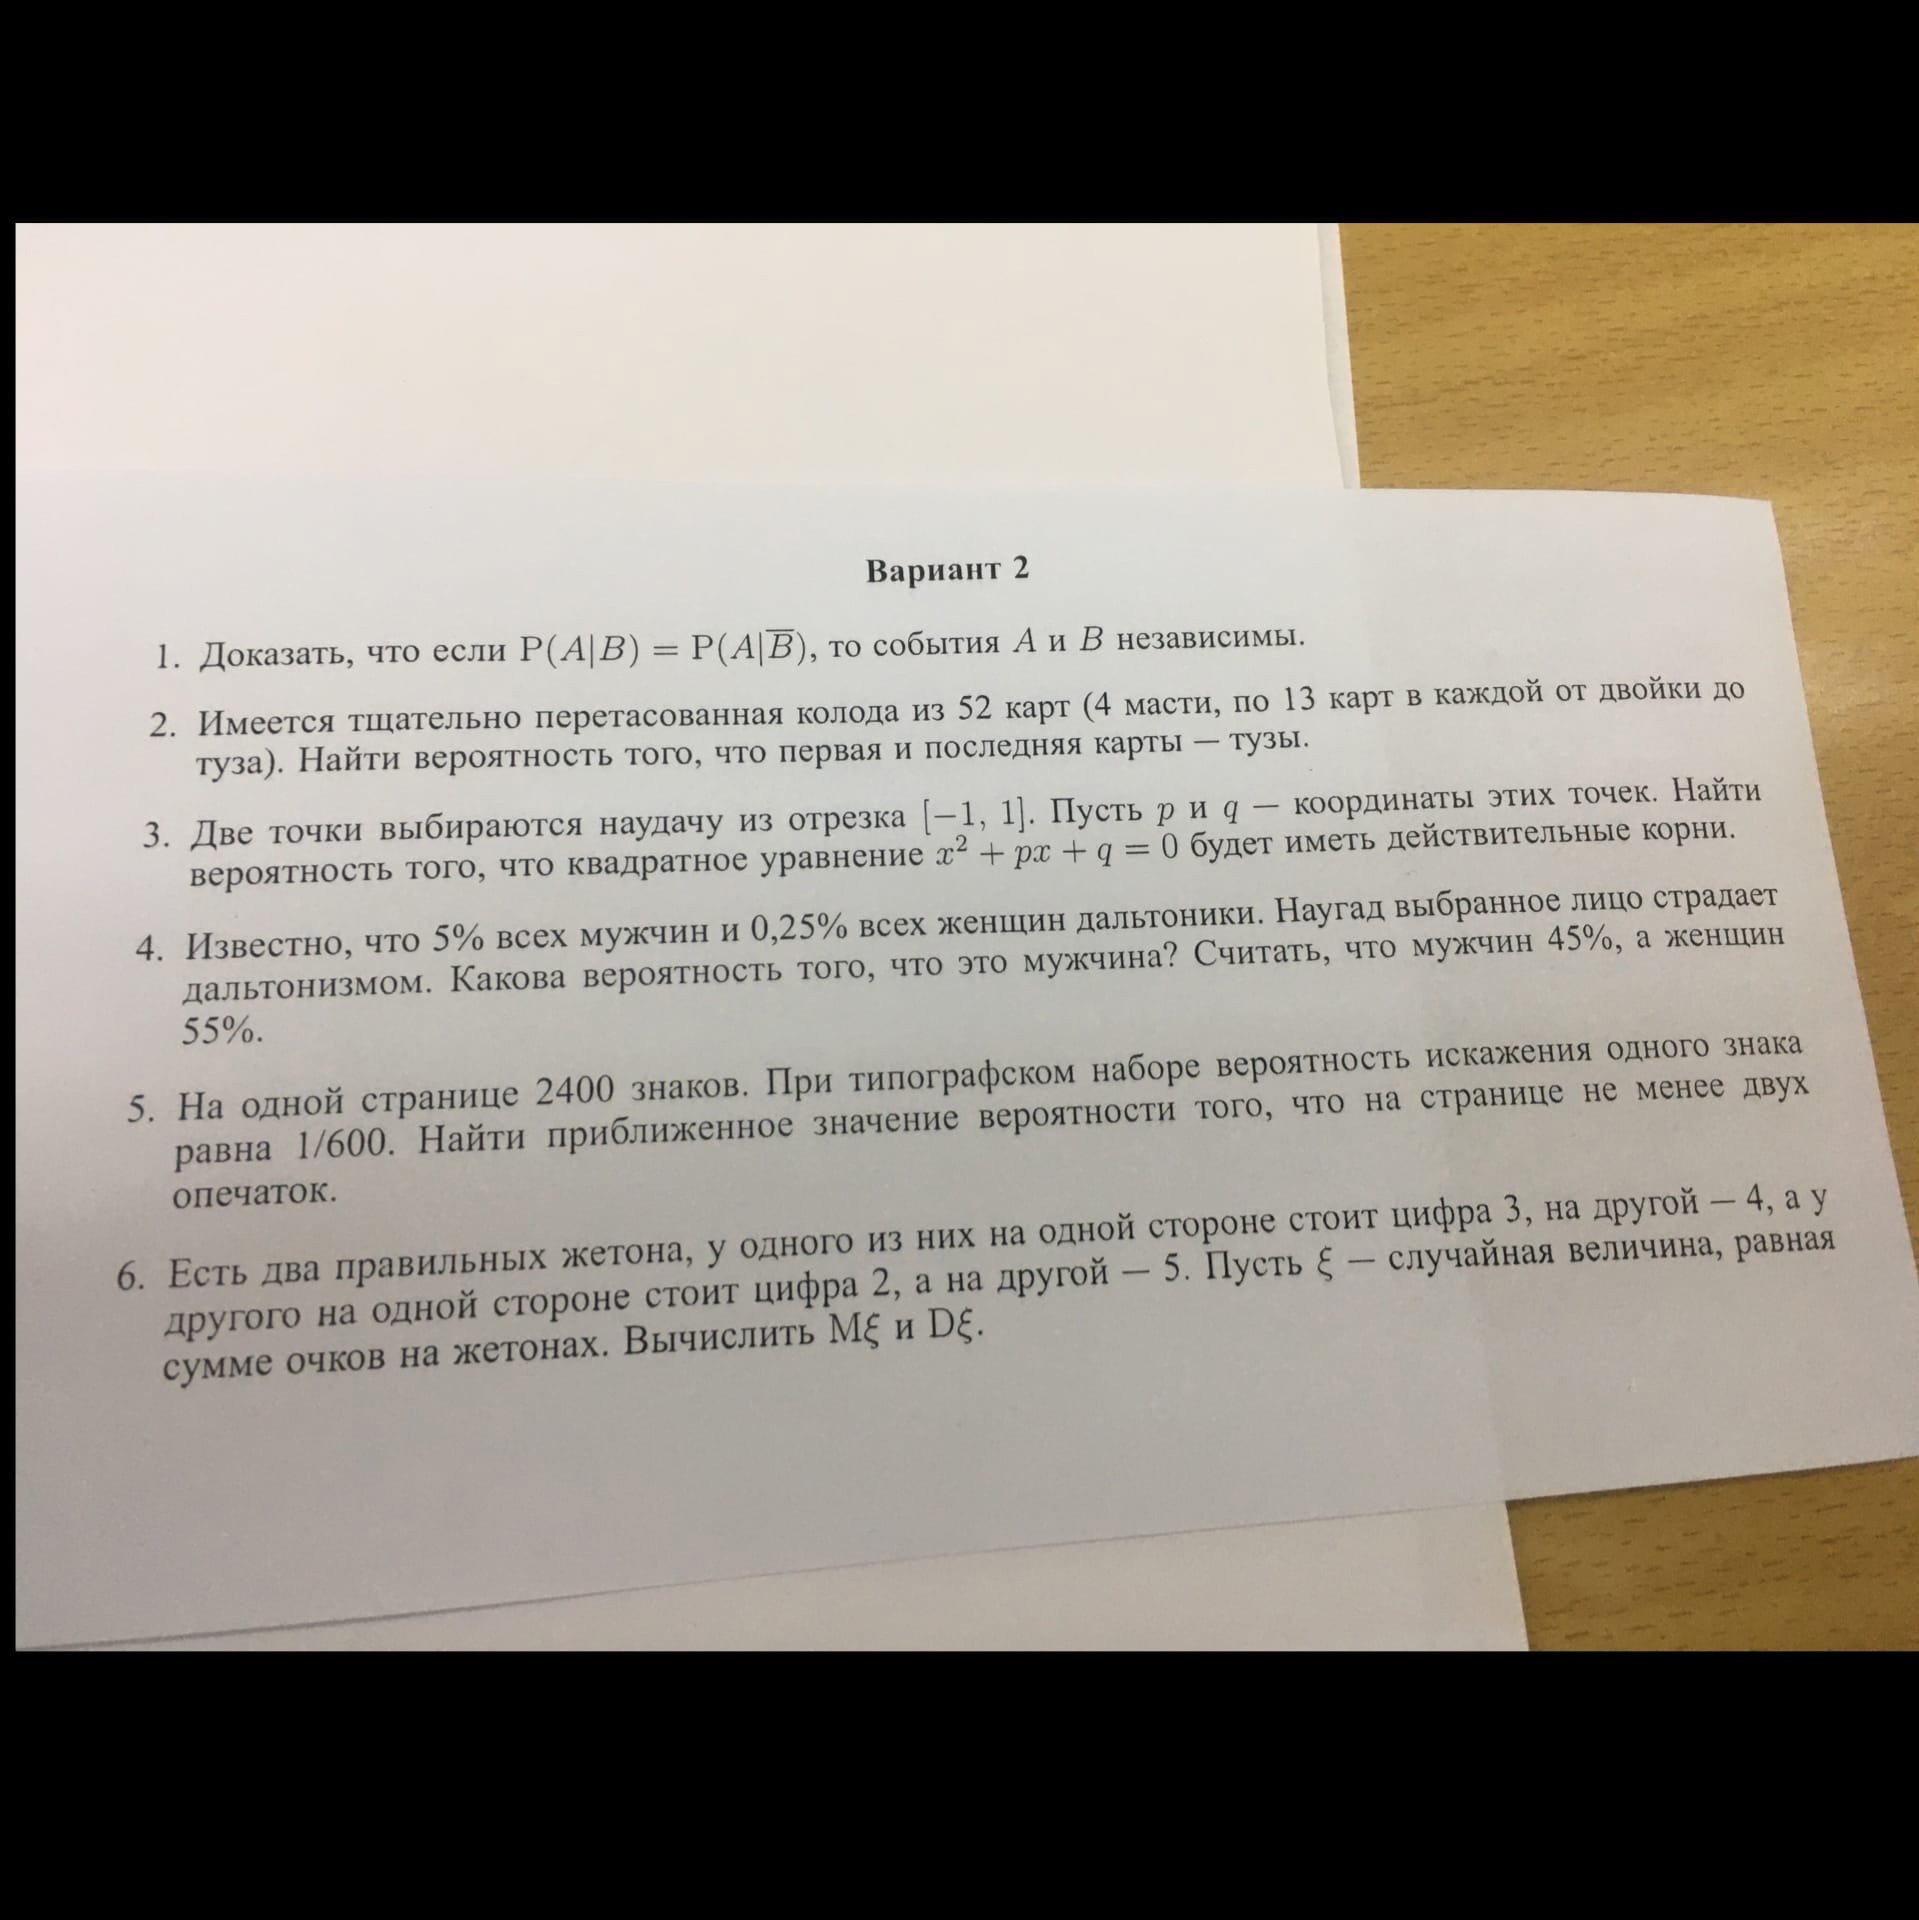 Вариант 2
1. Доказать, что если P(A|B) = P(A|B̅), то события A и B независимы.
2. Имеется тщательно перетасованная колода из 52 карт (4 масти, по 13 карт в каждой от двойки до
туза). Найти вероятность того, что первая и последняя карты — тузы.
3. Две точки выбираются наудачу из отрезка [−1, 1]. Пусть p и q — координаты этих точек. Найти
вероятность того, что квадратное уравнение x² + px + q = 0 будет иметь действительные корни.
4. Известно, что 5% всех мужчин и 0,25% всех женщин дальтоники. Наугад выбранное лицо страдает
дальтонизмом. Какова вероятность того, что это мужчина? Считать, что мужчин 45%, а женщин
55%.
5. На одной странице 2400 знаков. При типографском наборе вероятность искажения одного знака
равна 1/600. Найти приближенное значение вероятности того, что на странице не менее двух
опечаток.
6. Есть два правильных жетона, у одного из них на одной стороне стоит цифра 3, на другой — 4, а у
другого на одной стороне стоит цифра 2, а на другой — 5. Пусть ξ — случайная величина, равная
сумме очков на жетонах. Вычислить Mξ и Dξ.